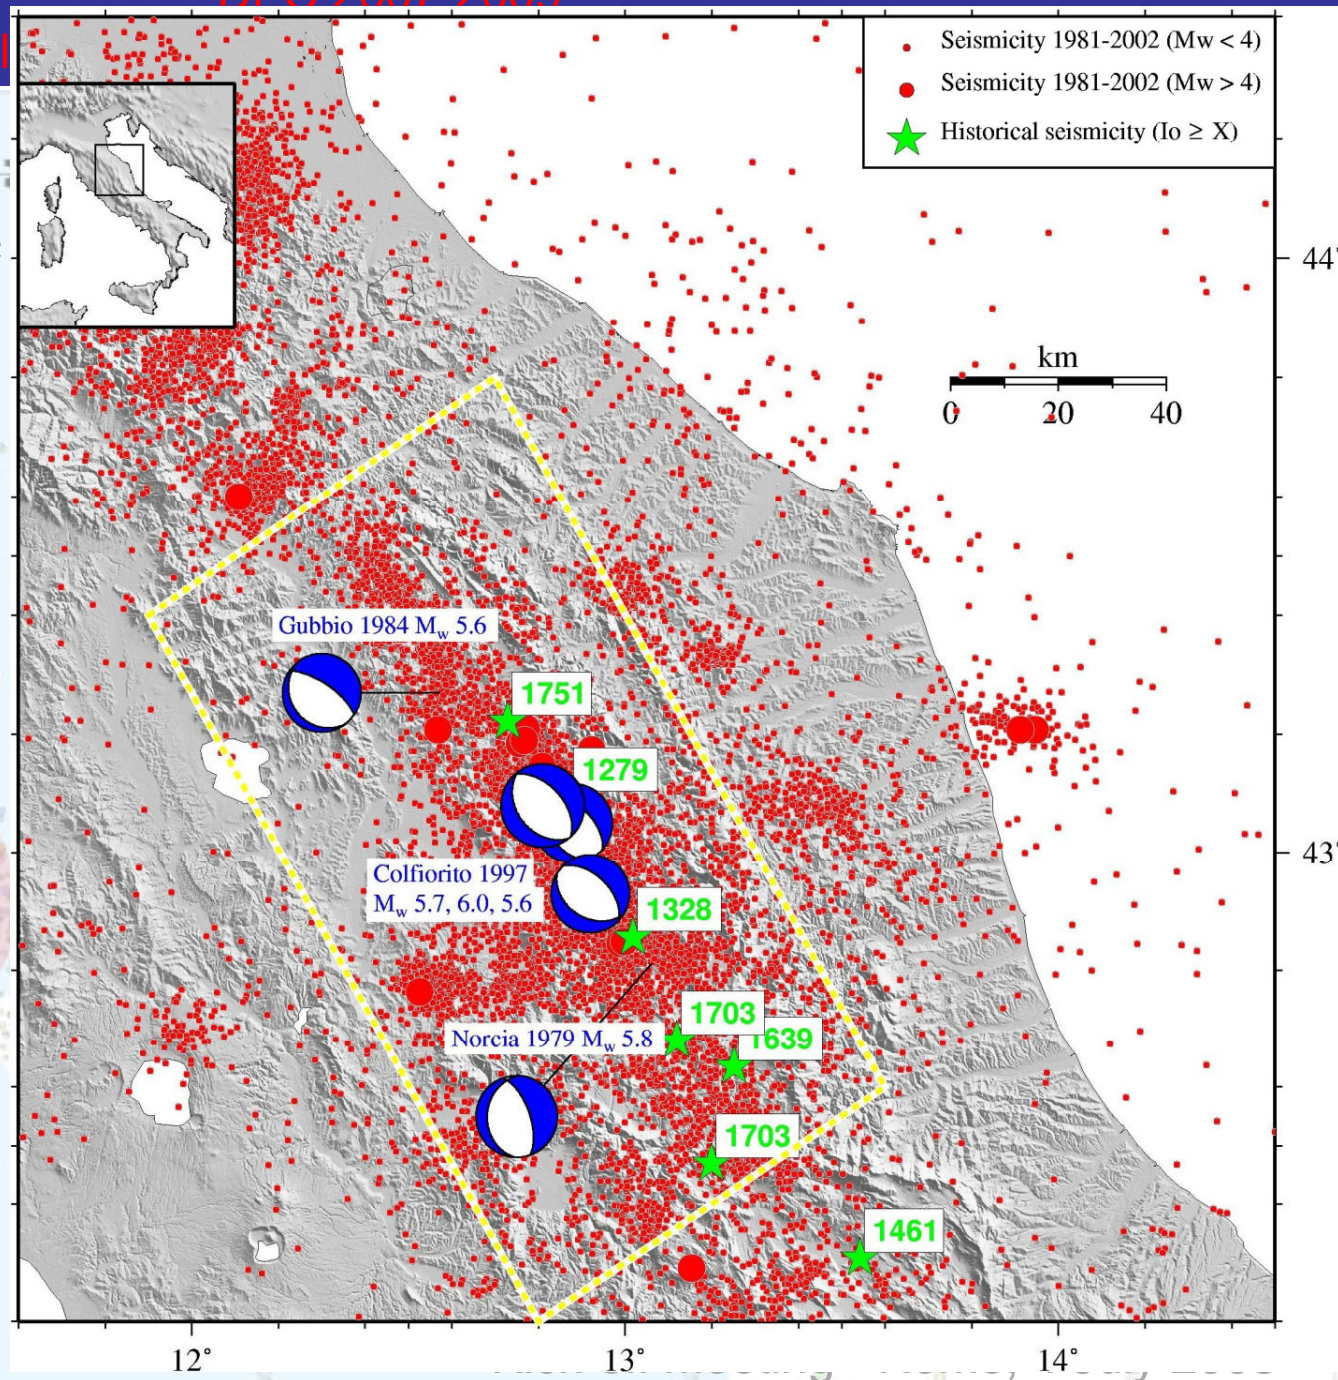 Seismicity 1981-2002 (Mw < 4)
Seismicity 1981-2002 (Mw > 4)
Historical seismicity (Io ≥ X)
44°
km
0 20 40
Gubbio 1984 Mw 5.6
1751
1279
43°
Colfiorito 1997
Mw 5.7, 6.0, 5.6
1328
1703
1639
Norcia 1979 Mw 5.8
1703
1461
12° 13° 14°